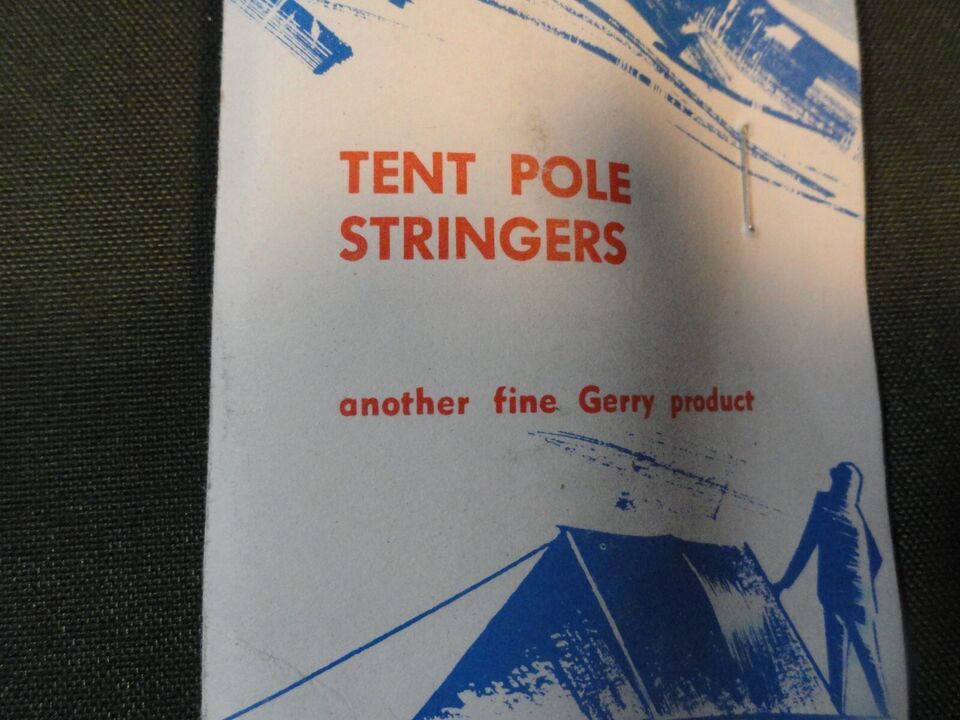 TENT POLE
STRINGERS
another fine Gerry product